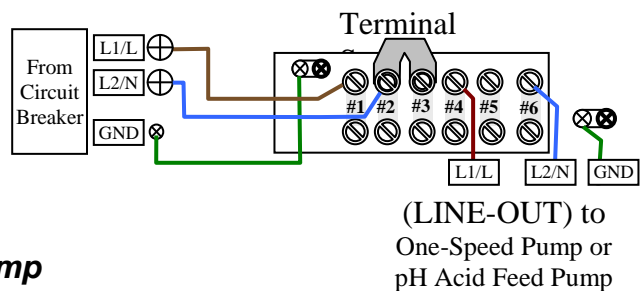 Terminal
L1/L
From
Circuit
Breaker
L2/N
GND
#1 #2 #3 #4 #5 #6
L1/L L2/N GND
(LINE-OUT) to
One-Speed Pump or
pH Acid Feed Pump
mp